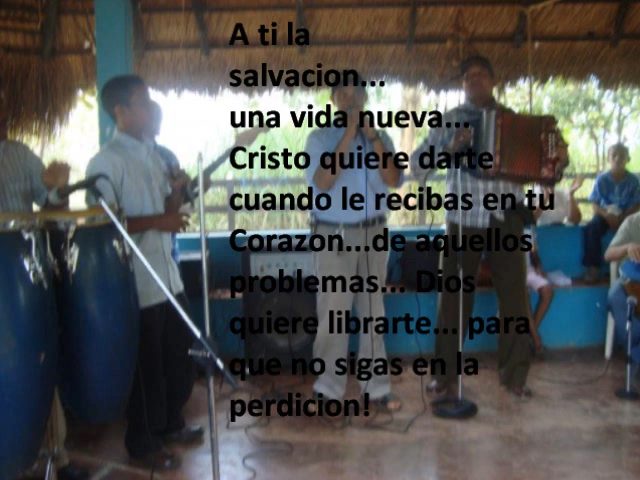 A ti la
salvacion...
una vida nueva...
Cristo quiere darte
cuando le recibas en tu
Corazon...de aquellos
problemas... Dios
quiere librarte... para
que no sigas en la
perdicion!